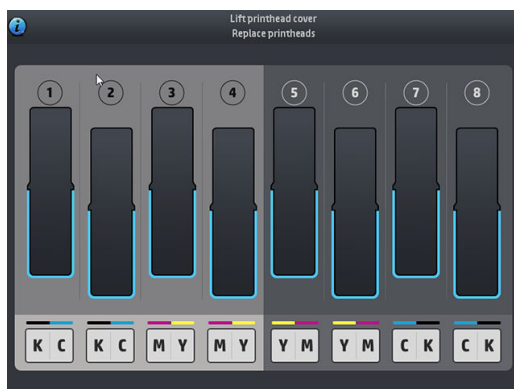 i
Lift printhead cover
Replace printheads
1 2 3 4 5 6 7 8
K C K C M Y M Y Y M Y M C K C K